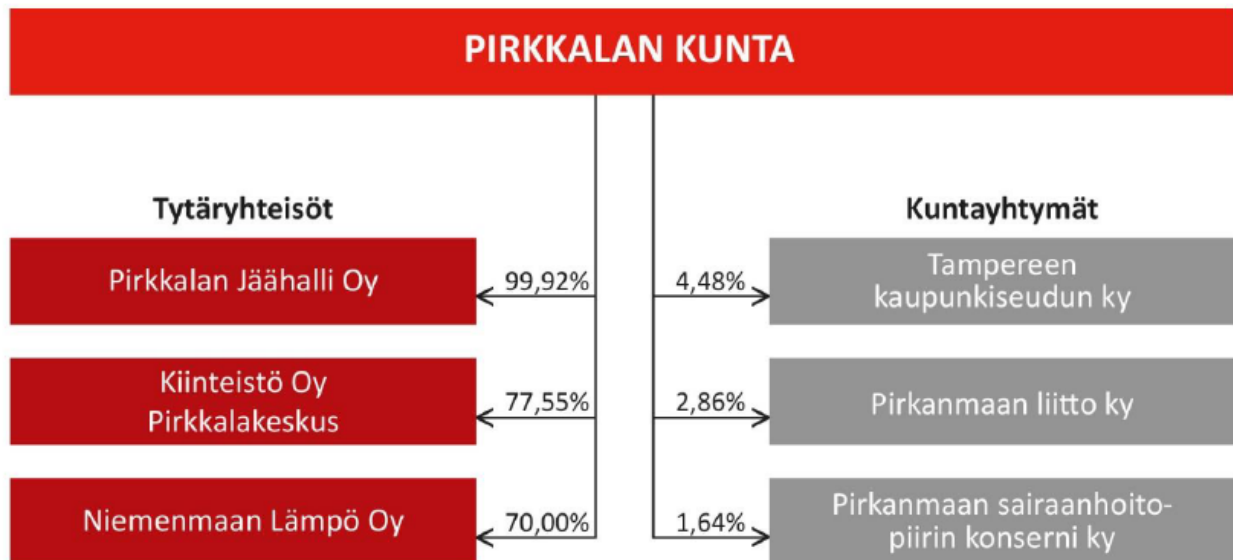 PIRKKALAN KUNTA
Tytäryhteisöt
Pirkkalan Jäähalli Oy
99,92%
Kiinteistö Oy
Pirkkalakeskus
77,55%
Niemenmaan Lämpö Oy
70,00%
Kuntayhtymät
4,48%
Tampereen
kaupunkiseudun ky
2,86%
Pirkanmaan liitto ky
1,64%
Pirkanmaan sairaanhoito-
piirin konserni ky